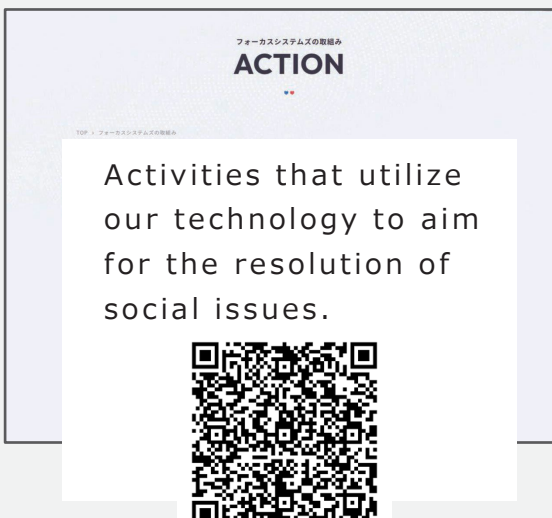 フォーカスシステムズの取組み
ACTION
TOP > フォーカスシステムズの取組み
Activities that utilize
our technology to aim
for the resolution of
social issues.